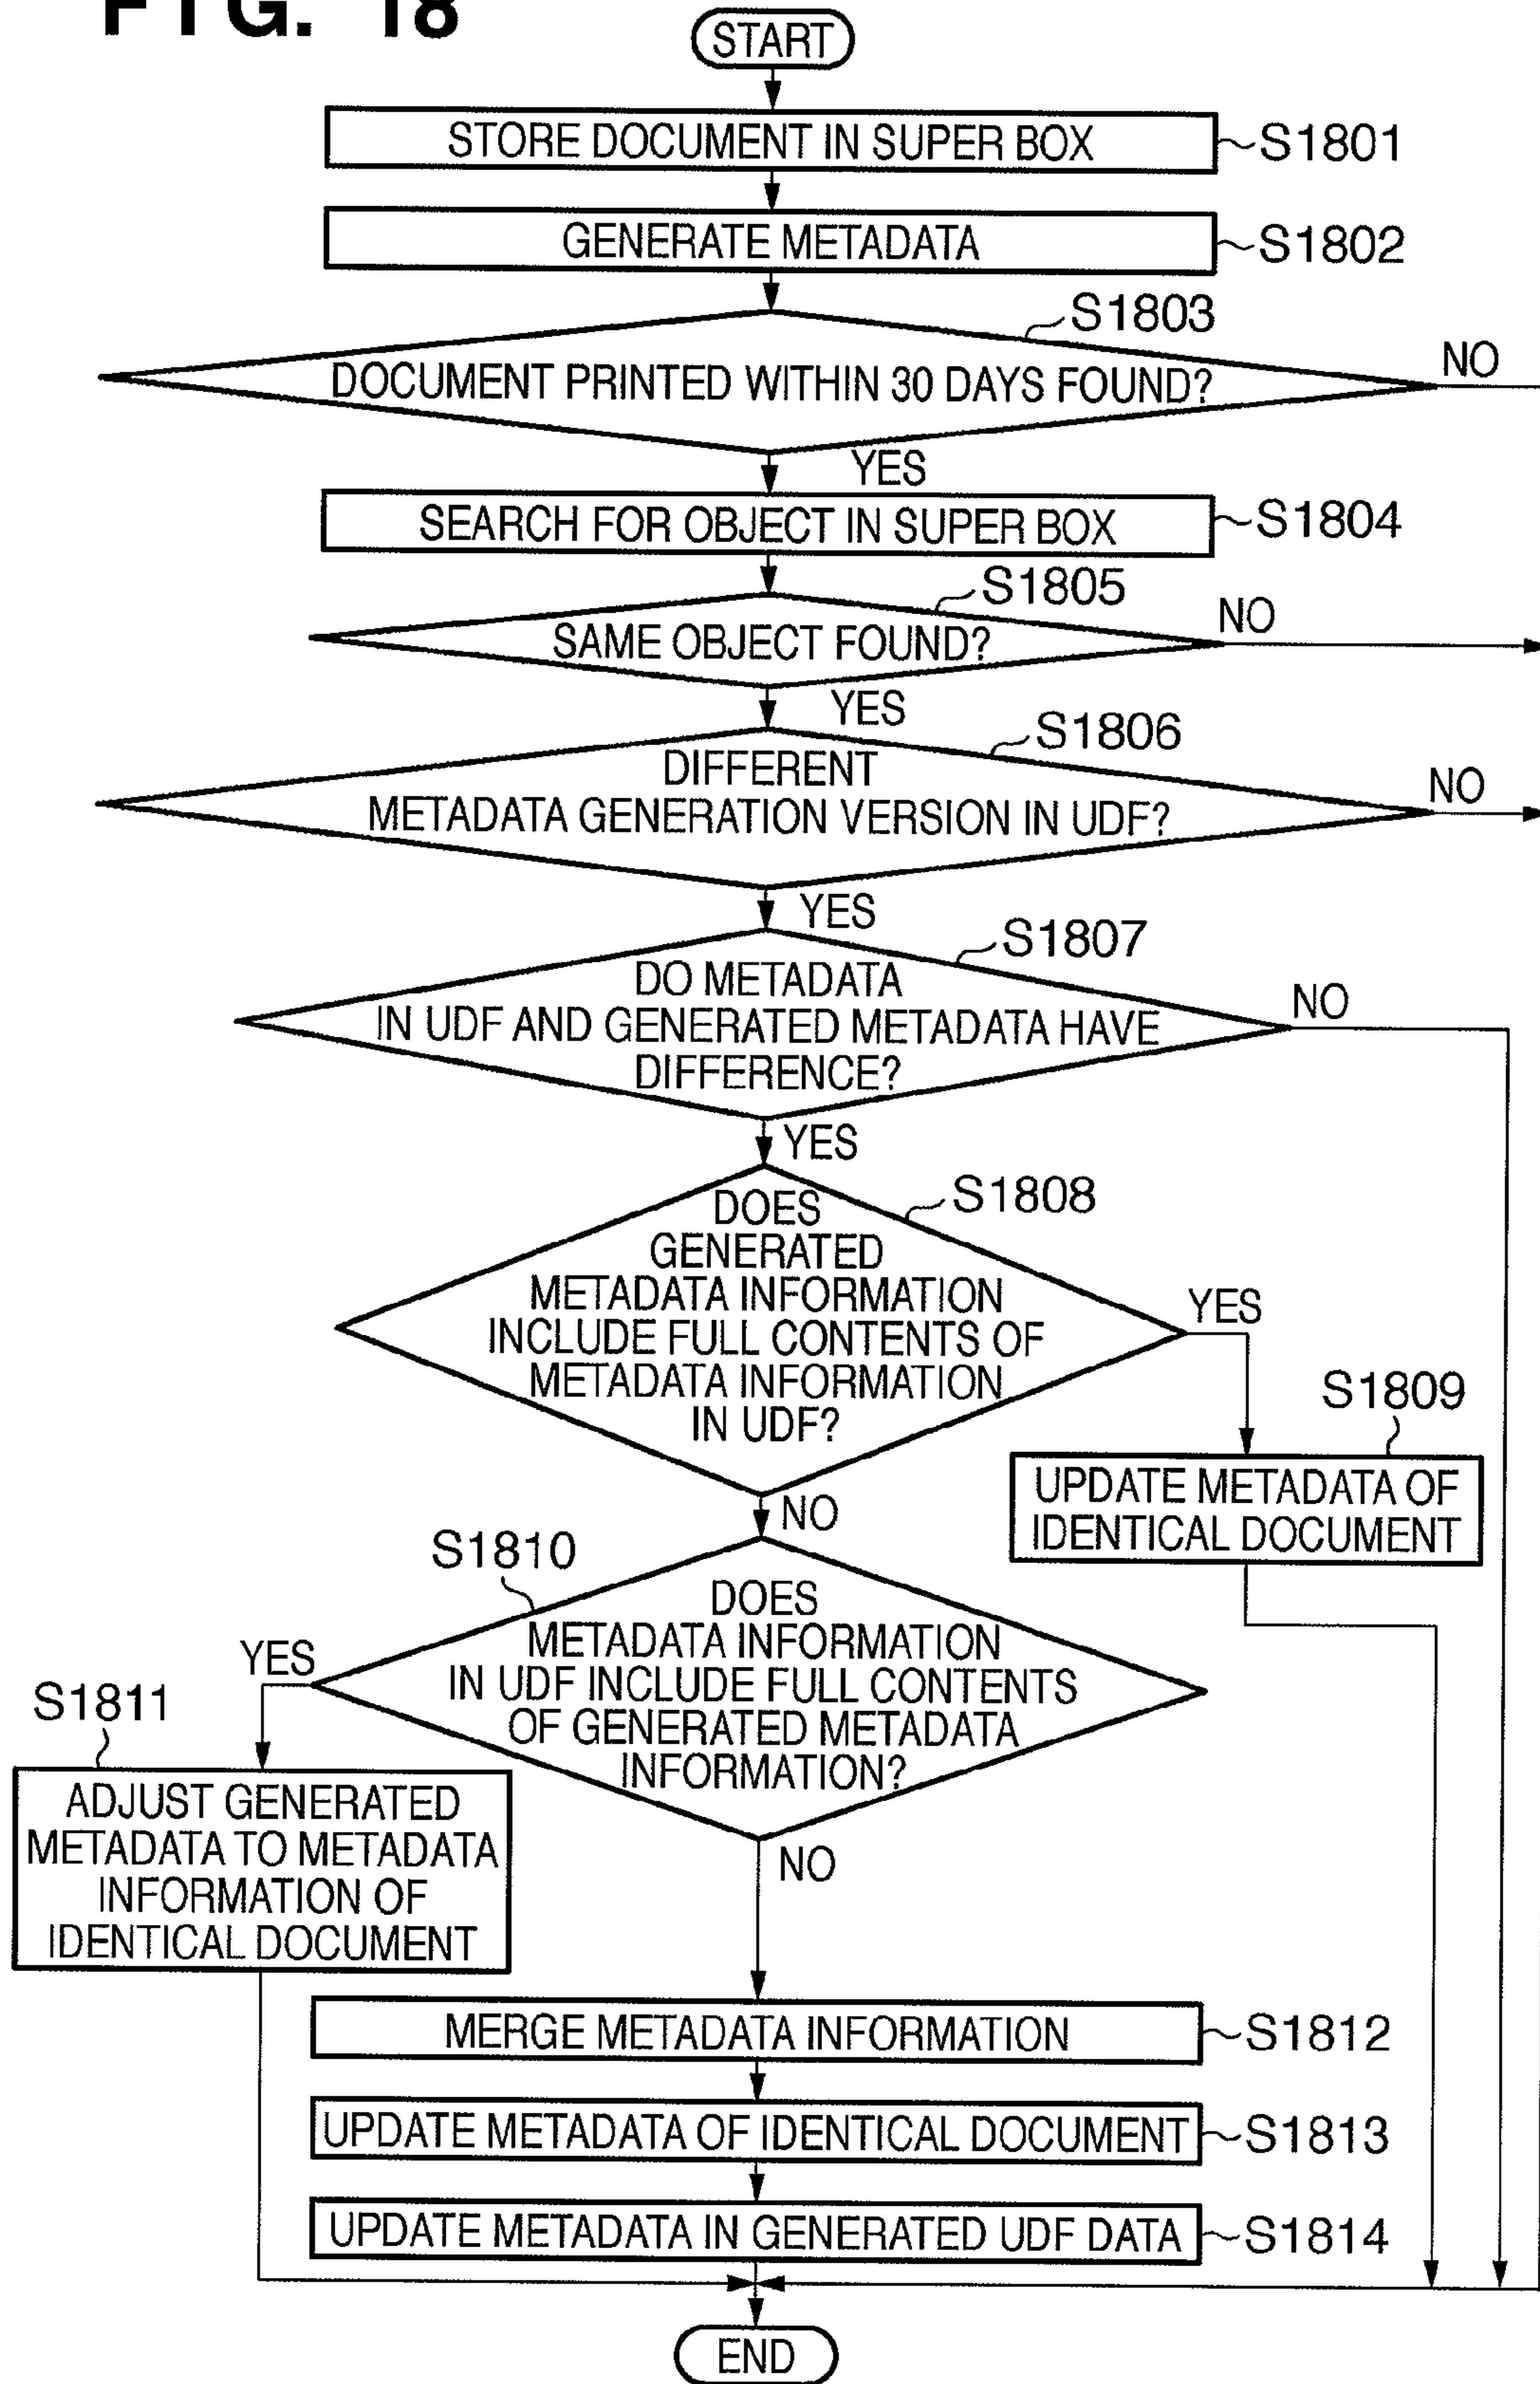 FIG. 18
START
STORE DOCUMENT IN SUPER BOX
S1801
GENERATE METADATA
S1802
S1803
DOCUMENT PRINTED WITHIN 30 DAYS FOUND?
NO
YES
SEARCH FOR OBJECT IN SUPER BOX
S1804
S1805
SAME OBJECT FOUND?
NO
YES
S1806
DIFFERENT
METADATA GENERATION VERSION IN UDF?
NO
YES
S1807
DO METADATA
IN UDF AND GENERATED METADATA HAVE
DIFFERENCE?
NO
YES
S1808
DOES
GENERATED
METADATA INFORMATION
INCLUDE FULL CONTENTS OF
METADATA INFORMATION
IN UDF?
YES
S1809
UPDATE METADATA OF
IDENTICAL DOCUMENT
NO
S1810
DOES
METADATA INFORMATION
IN UDF INCLUDE FULL CONTENTS
OF GENERATED METADATA
INFORMATION?
YES
S1811
ADJUST GENERATED
METADATA TO METADATA
INFORMATION OF
IDENTICAL DOCUMENT
NO
MERGE METADATA INFORMATION
S1812
UPDATE METADATA OF IDENTICAL DOCUMENT
S1813
UPDATE METADATA IN GENERATED UDF DATA
S1814
END